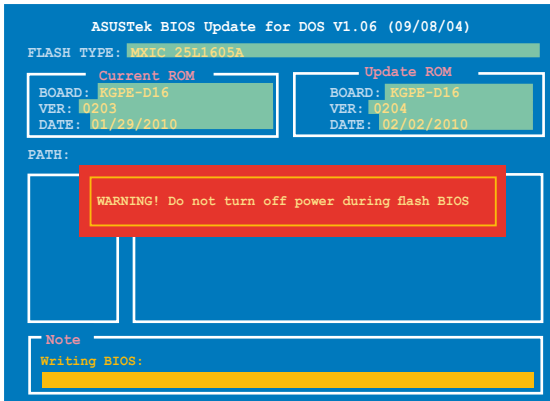 ASUSTek BIOS Update for DOS V1.06 (09/08/04)
FLASH TYPE: MXIC 25L1605A
Current ROM
BOARD: KGPE-D16
VER: 0203
DATE: 01/29/2010
Update ROM
BOARD: KGPE-D16
VER: 0204
DATE: 02/02/2010
PATH:
WARNING! Do not turn off power during flash BIOS
Note
Writing BIOS: